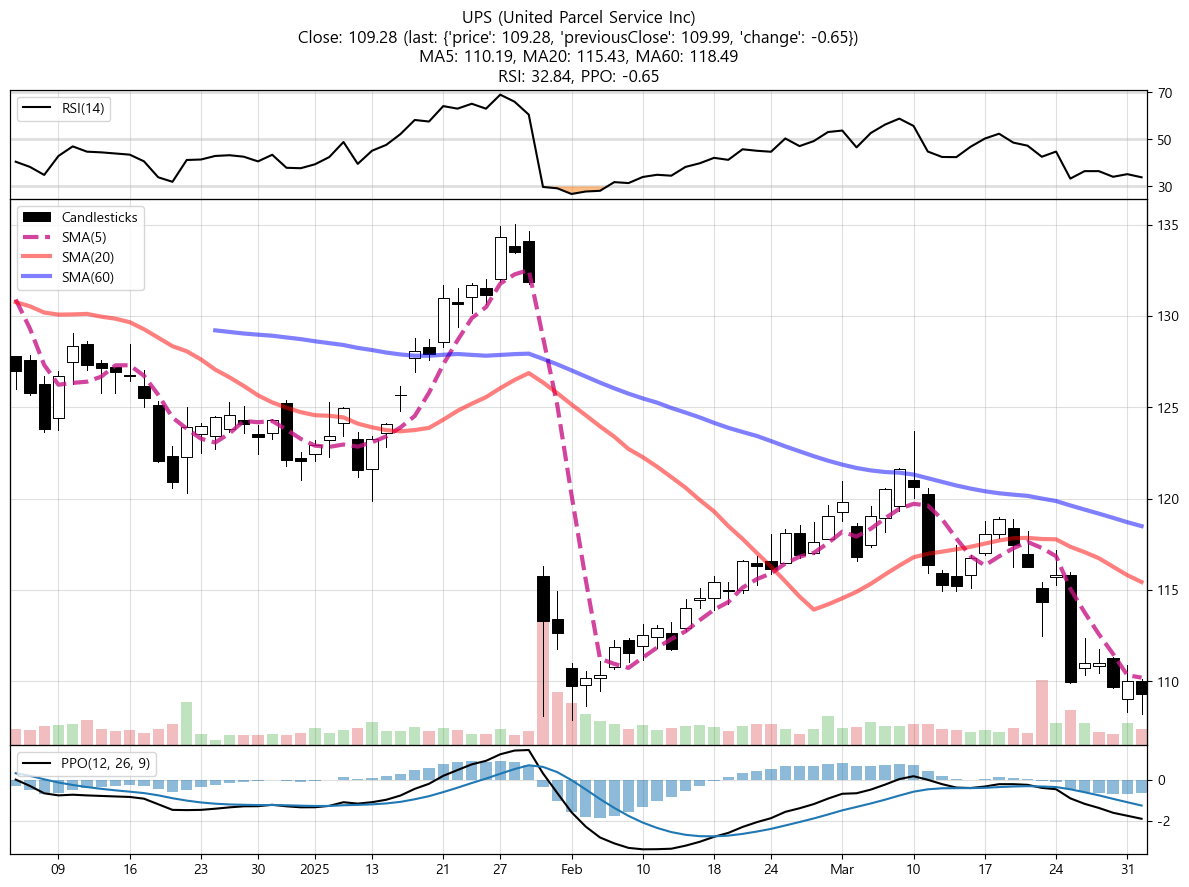 UPS (United Parcel Service Inc)
Close: 109.28 (last: {'price': 109.28, 'previousClose': 109.99, 'change': -0.65})
MA5: 110.19, MA20: 115.43, MA60: 118.49
RSI: 32.84, PPO: -0.65
RSI(14)
70
50
30
Candlesticks
SMA(5)
SMA(20)
SMA(60)
135
130
125
120
115
110
PPO(12, 26, 9)
0
-2
09 16 23 30 2025 13 21 27 Feb 10 18 24 Mar 10 17 24 31